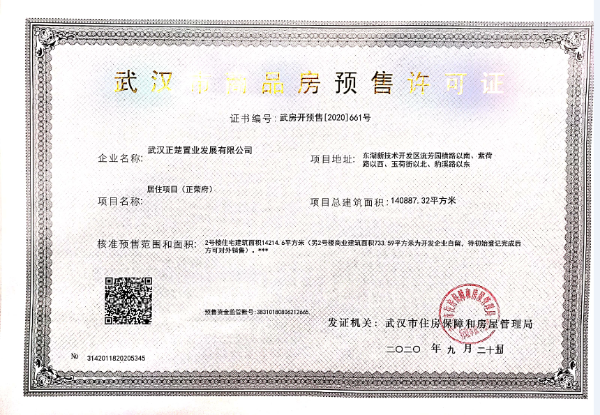 武汉市商品房预售许可证
证书编号：武房开预售[2020]661号
企业名称：武汉正楚置业发展有限公司
项目地址：东湖新技术开发区流芳园横路以南、紫荷
路以西、玉荷街以北、豹溪路以东
项目名称：居住项目（正荣府）
项目总建筑面积：140887.32平方米
核准预售范围和面积：2号楼住宅建筑面积14214.6平方米（另2号楼商业建筑面积733.59平方米为开发企业自留，待初始登记完成后
方可对外销售）。***
预售资金监管账号：38310180806212665.
发证机关：武汉市住房保障和房屋管理局
二〇二〇 年 九 月 二十
№ 3142011820205345